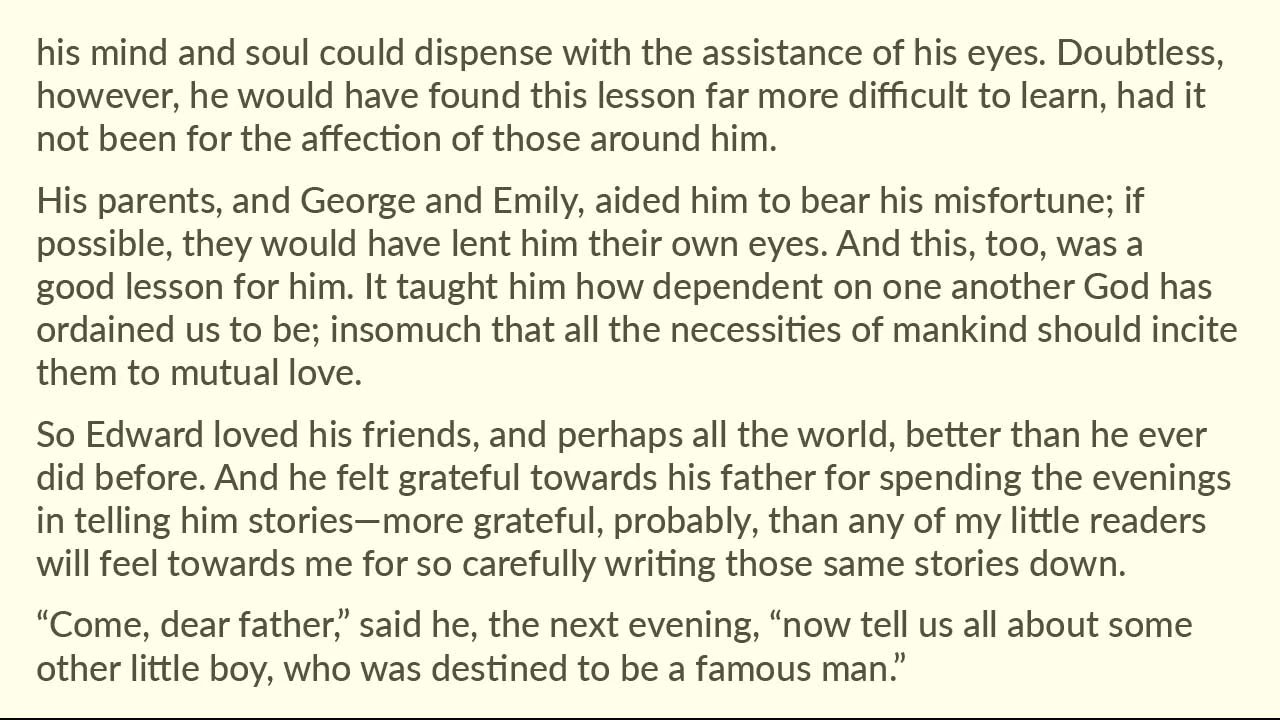 his mind and soul could dispense with the assistance of his eyes. Doubtless,
however, he would have found this lesson far more difficult to learn, had it
not been for the affection of those around him.
His parents, and George and Emily, aided him to bear his misfortune; if
possible, they would have lent him their own eyes. And this, too, was a
good lesson for him. It taught him how dependent on one another God has
ordained us to be; insomuch that all the necessities of mankind should incite
them to mutual love.
So Edward loved his friends, and perhaps all the world, better than he ever
did before. And he felt grateful towards his father for spending the evenings
in telling him stories—more grateful, probably, than any of my little readers
will feel towards me for so carefully writing those same stories down.
“Come, dear father,” said he, the next evening, “now tell us all about some
other little boy, who was destined to be a famous man.”